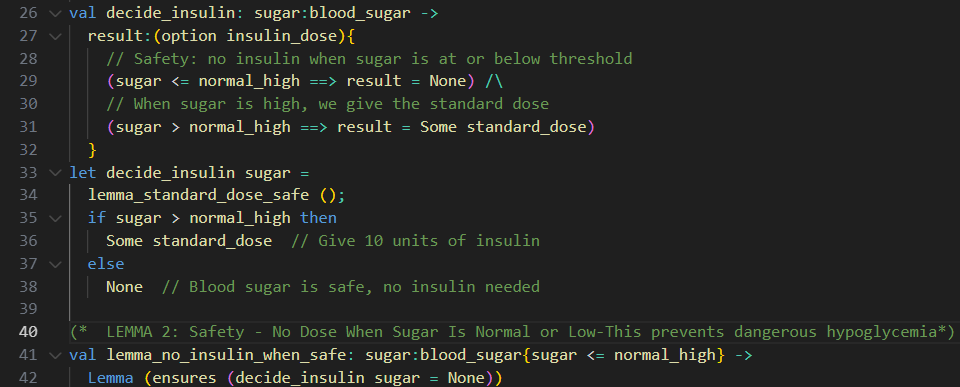 26 val decide_insulin: sugar:blood_sugar ->
27 result:(option insulin_dose){
28 // Safety: no insulin when sugar is at or below threshold
29 (sugar <= normal_high ==> result = None) /\
30 // When sugar is high, we give the standard dose
31 (sugar > normal_high ==> result = Some standard_dose)
32 }
33 let decide_insulin sugar =
34 lemma_standard_dose_safe ();
35 if sugar > normal_high then
36 Some standard_dose // Give 10 units of insulin
37 else
38 None // Blood sugar is safe, no insulin needed
39
40 (* LEMMA 2: Safety - No Dose When Sugar Is Normal or Low-This prevents dangerous hypoglycemia*)
41 val lemma_no_insulin_when_safe: sugar:blood_sugar{sugar <= normal_high} ->
42 Lemma (ensures (decide_insulin sugar = None))